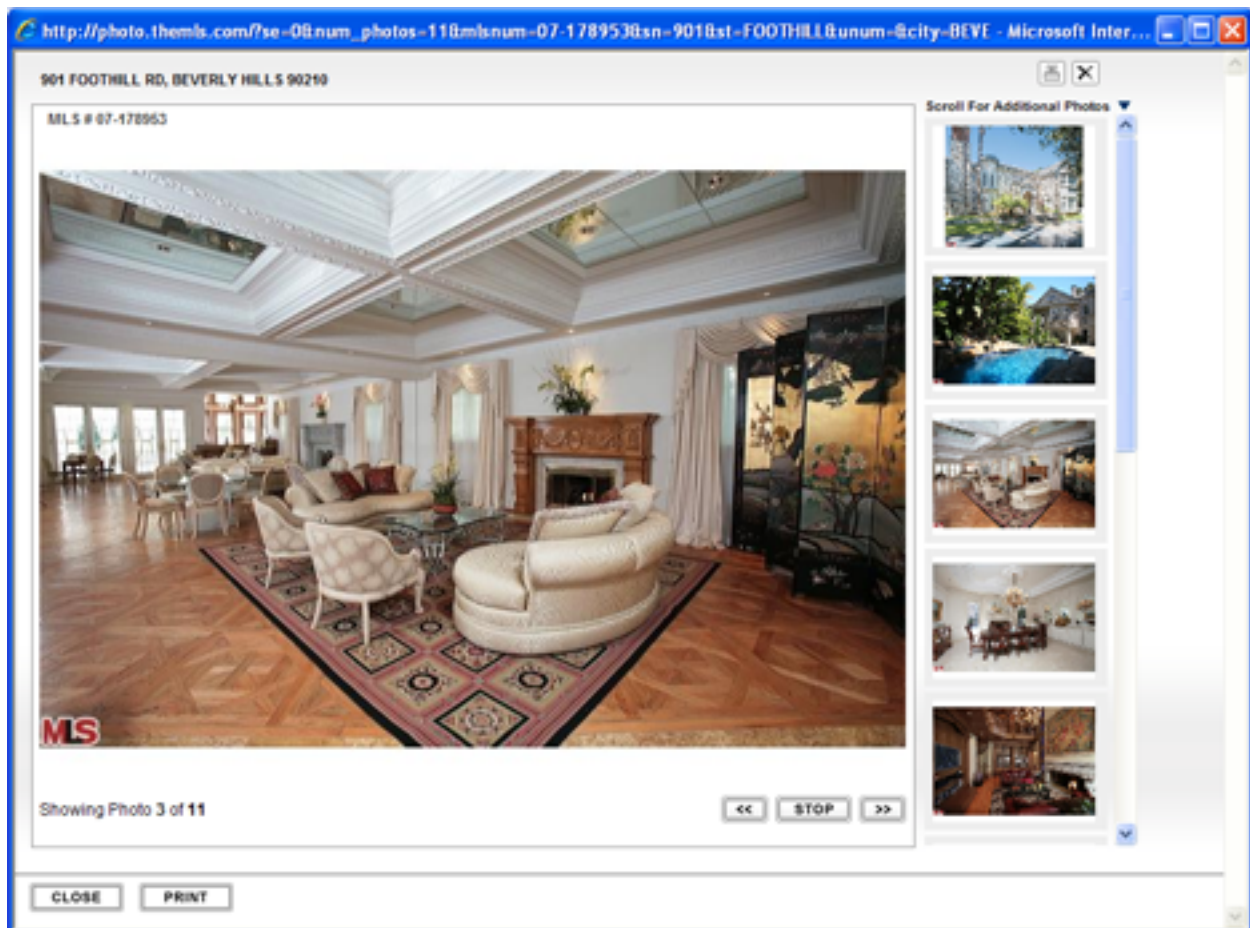 http://photo.themls.com/?se=0&num_photos=11&mlsnum=07-178953&sn=901&st=FOOTHILL&unum=&city=BEVE - Microsoft Inter...
901 FOOTHILL RD, BEVERLY HILLS 90210
Scroll For Additional Photos
MLS # 07-178953
MLS
Showing Photo 3 of 11
<< STOP >>
CLOSE PRINT